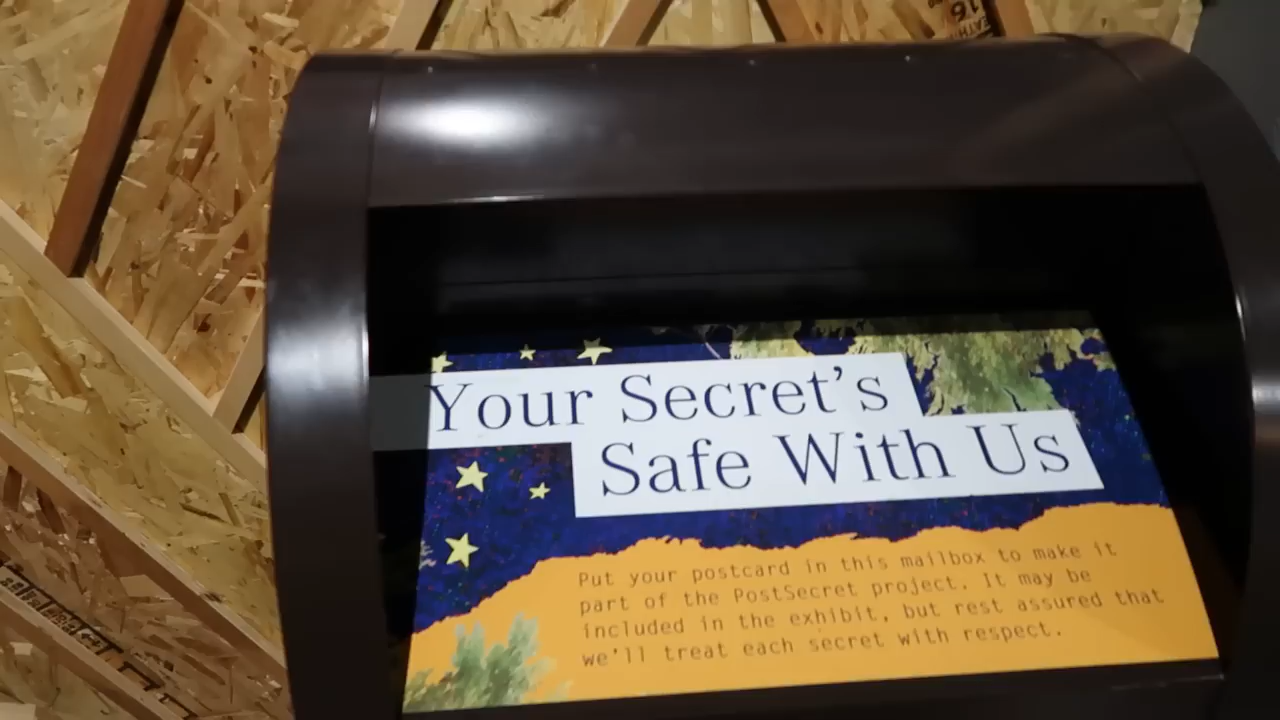 Your Secret's
Safe With Us
Put your postcard in this mailbox to make it
part of the PostSecret project. It may be
included in the exhibit, but rest assured that
we'll treat each secret with respect.